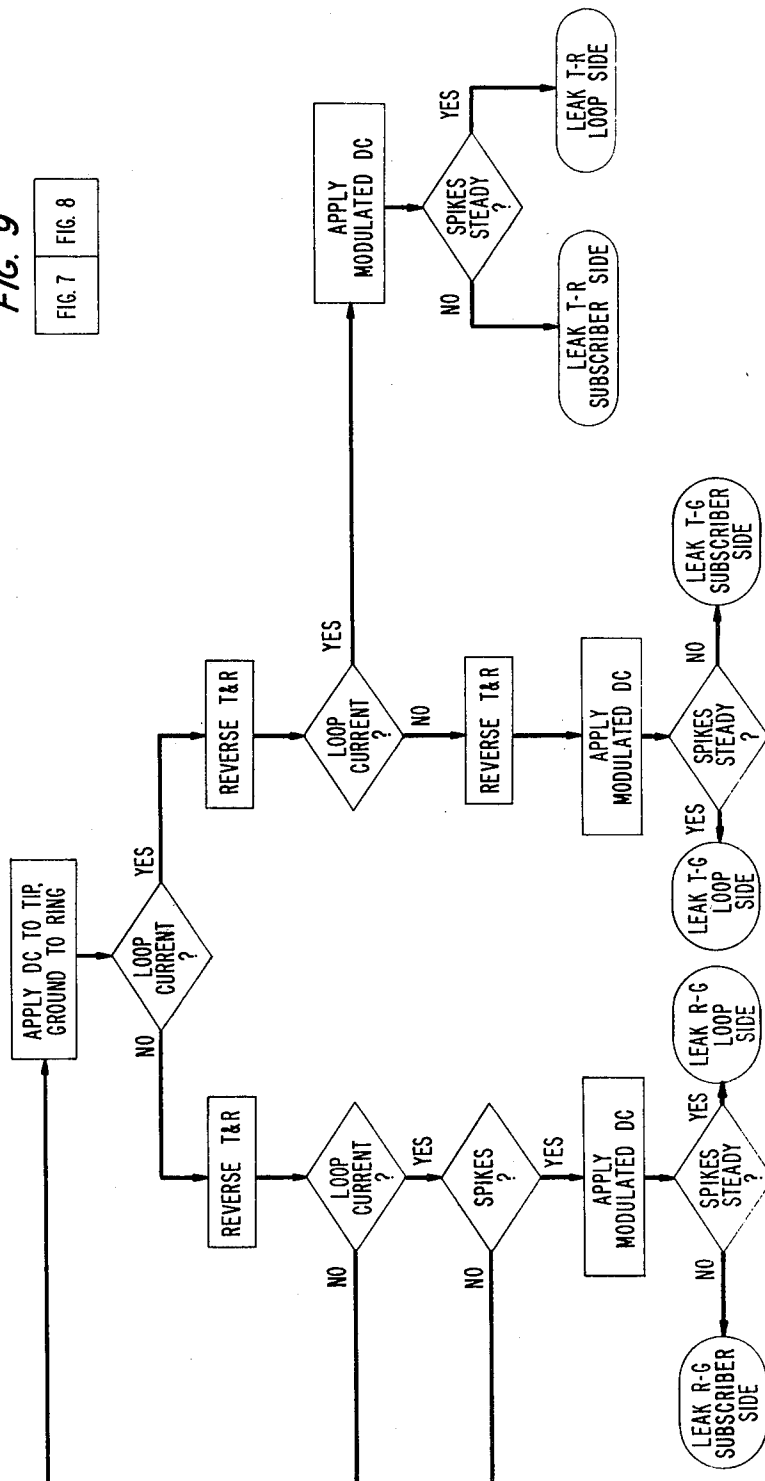 FIG. 9
FIG. 7
FIG. 8
APPLY DC TO TIP,
GROUND TO RING
LOOP
CURRENT
?
NO
YES
REVERSE T&R
REVERSE T&R
LOOP
CURRENT
?
NO
YES
LOOP
CURRENT
?
YES
NO
SPIKES
?
NO
YES
REVERSE T&R
APPLY
MODULATED DC
APPLY
MODULATED DC
APPLY
MODULATED DC
SPIKES
STEADY
?
NO
YES
SPIKES
STEADY
?
YES
NO
SPIKES
STEADY
?
NO
YES
LEAK R-G
SUBSCRIBER
SIDE
LEAK R-G
LOOP
SIDE
LEAK T-G
LOOP
SIDE
LEAK T-G
SUBSCRIBER
SIDE
LEAK T-R
SUBSCRIBER SIDE
LEAK T-R
LOOP SIDE